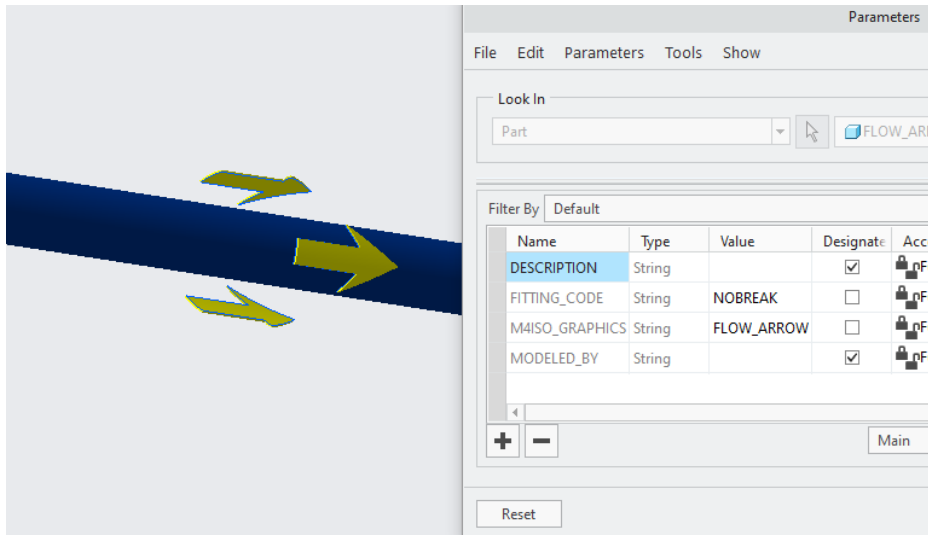 Parameters
File Edit Parameters Tools Show
Look In
Part FLOW_ARR
Filter By Default
Name Type Value Designate Acc
DESCRIPTION String F
FITTING_CODE String NOBREAK F
M4ISO_GRAPHICS String FLOW_ARROW F
MODELED_BY String F
Main
Reset